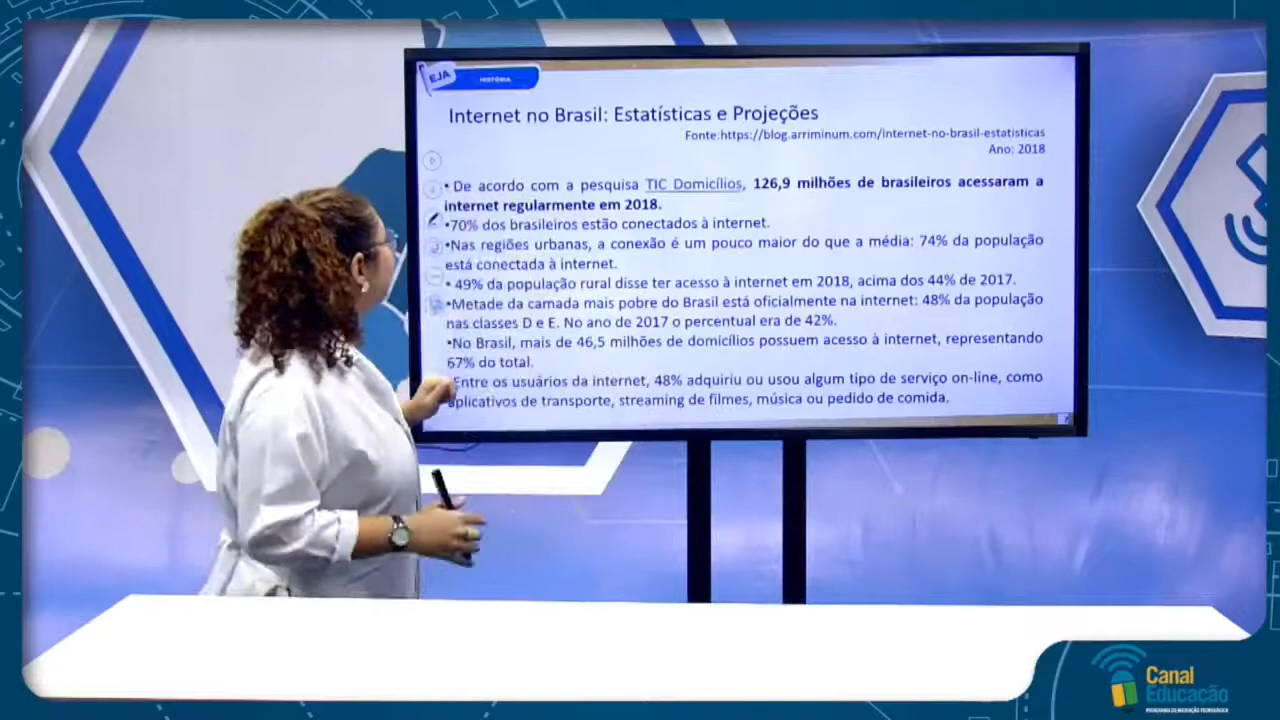 EJA
HISTÓRIA
Internet no Brasil: Estatísticas e Projeções
Fonte:https://blog.arriminum.com/internet-no-brasil-estatisticas
Ano: 2018
• De acordo com a pesquisa TIC Domicílios, 126,9 milhões de brasileiros acessaram a
internet regularmente em 2018.
•70% dos brasileiros estão conectados à internet.
•Nas regiões urbanas, a conexão é um pouco maior do que a média: 74% da população
está conectada à internet.
• 49% da população rural disse ter acesso à internet em 2018, acima dos 44% de 2017.
•Metade da camada mais pobre do Brasil está oficialmente na internet: 48% da população
nas classes D e E. No ano de 2017 o percentual era de 42%.
•No Brasil, mais de 46,5 milhões de domicílios possuem acesso à internet, representando
67% do total.
Entre os usuários da internet, 48% adquiriu ou usou algum tipo de serviço on-line, como
aplicativos de transporte, streaming de filmes, música ou pedido de comida.
Canal
Educação
PROGRAMA DE MEDIAÇÃO TECNOLÓGICA